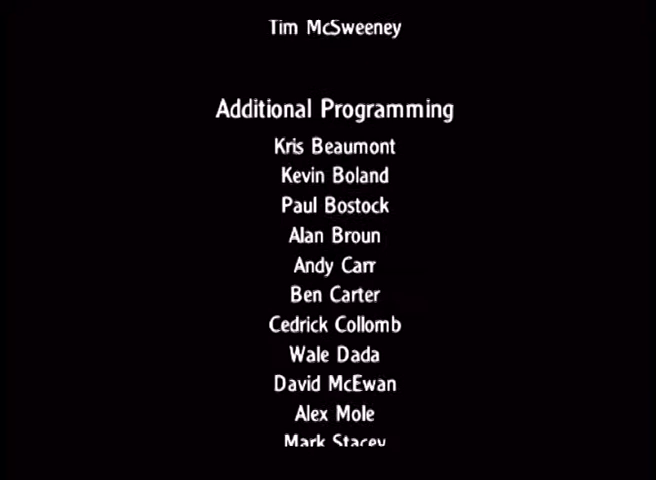 Tim McSweeney
Additional Programming
Kris Beaumont
Kevin Boland
Paul Bostock
Alan Broun
Andy Carr
Ben Carter
Cedrick Collomb
Wale Dada
David McEwan
Alex Mole
Mark Stacey